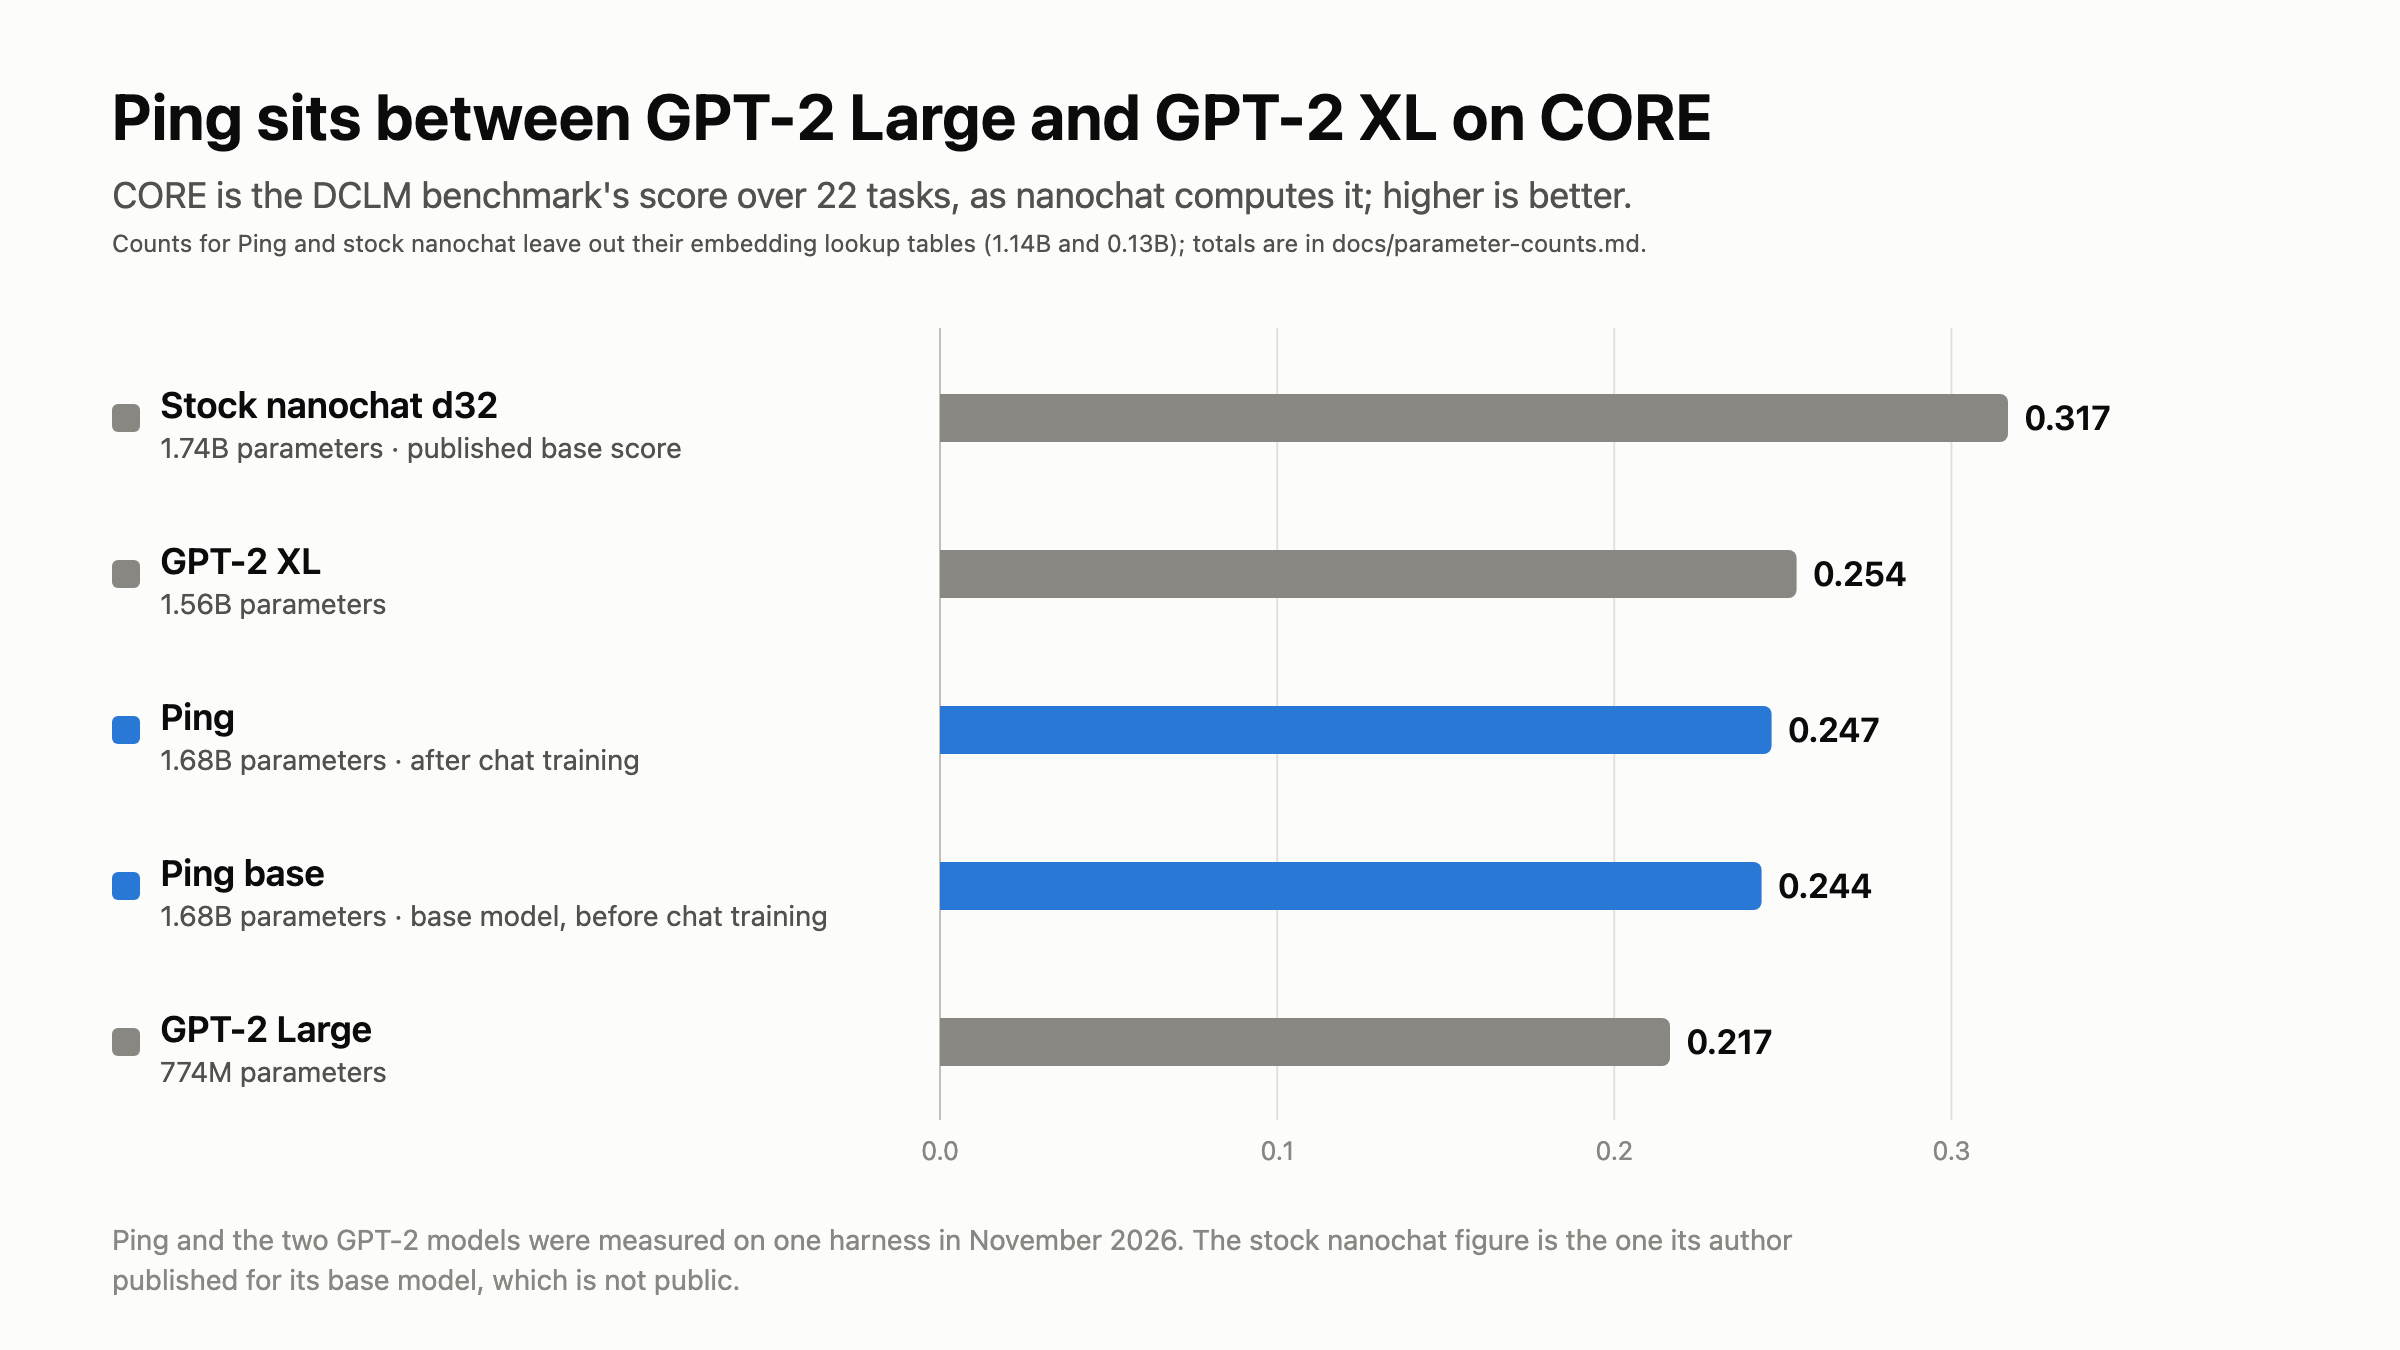 Ping sits between GPT-2 Large and GPT-2 XL on CORE
CORE is the DCLM benchmark's score over 22 tasks, as nanochat computes it; higher is better.
Counts for Ping and stock nanochat leave out their embedding lookup tables (1.14B and 0.13B); totals are in docs/parameter-counts.md.
Stock nanochat d32
1.74B parameters · published base score
0.317
GPT-2 XL
1.56B parameters
0.254
Ping
1.68B parameters · after chat training
0.247
Ping base
1.68B parameters · base model, before chat training
0.244
GPT-2 Large
774M parameters
0.217
0.0 0.1 0.2 0.3
Ping and the two GPT-2 models were measured on one harness in November 2026. The stock nanochat figure is the one its author
published for its base model, which is not public.